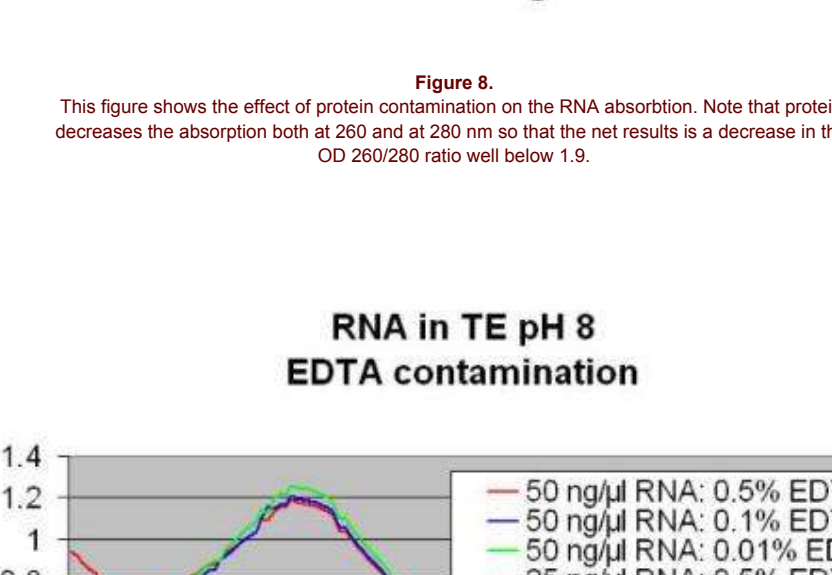 Figure 8.
This figure shows the effect of protein contamination on the RNA absorbtion. Note that protei
decreases the absorption both at 260 and at 280 nm so that the net results is a decrease in th
OD 260/280 ratio well below 1.9.
RNA in TE pH 8
EDTA contamination
1.4
1.2
1
50 ng/µl RNA: 0.5% ED
50 ng/µl RNA: 0.1% ED
50 ng/µl RNA: 0.01% E